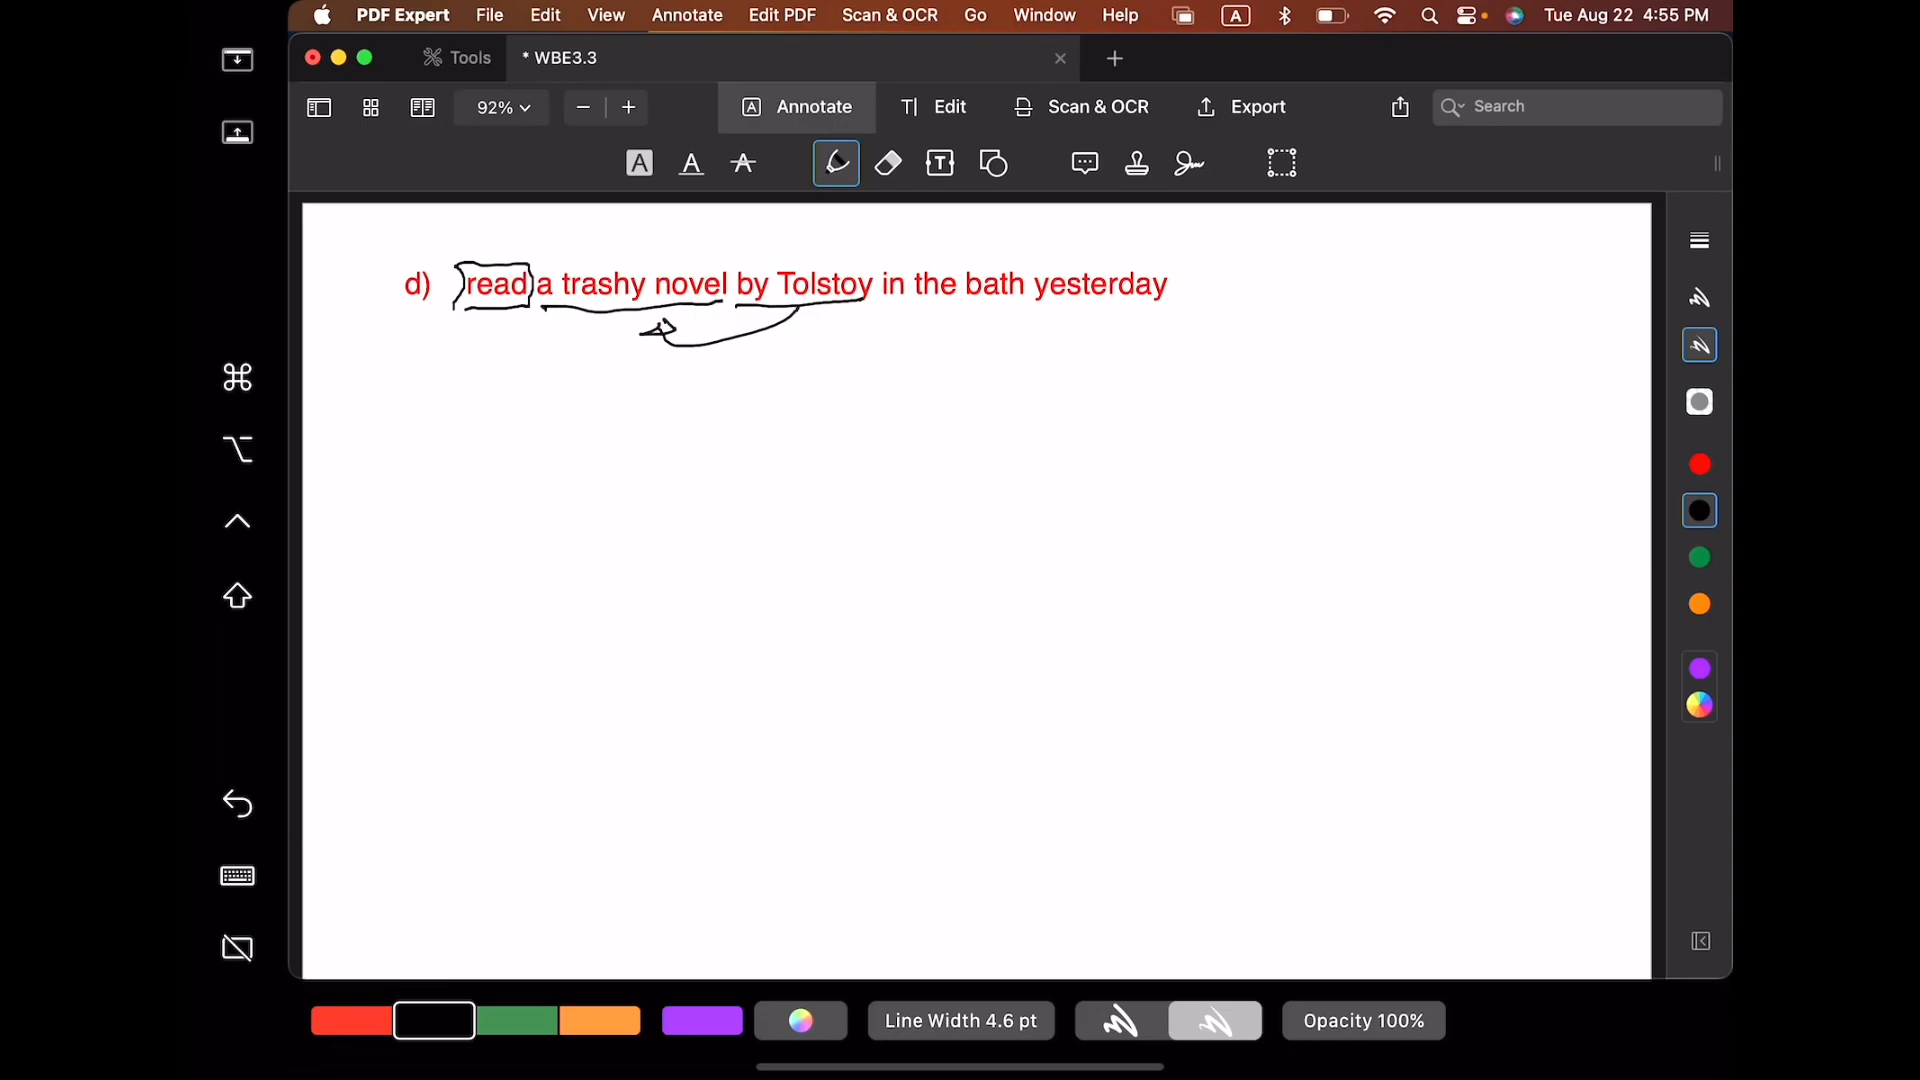 PDF Expert File Edit View Annotate Edit PDF Scan & OCR Go Window Help A Tue Aug 22 4:55 PM
Tools * WBE3.3
92% Annotate Edit Scan & OCR Export Search
A A A T
d) read a trashy novel by Tolstoy in the bath yesterday
Line Width 4.6 pt Opacity 100%